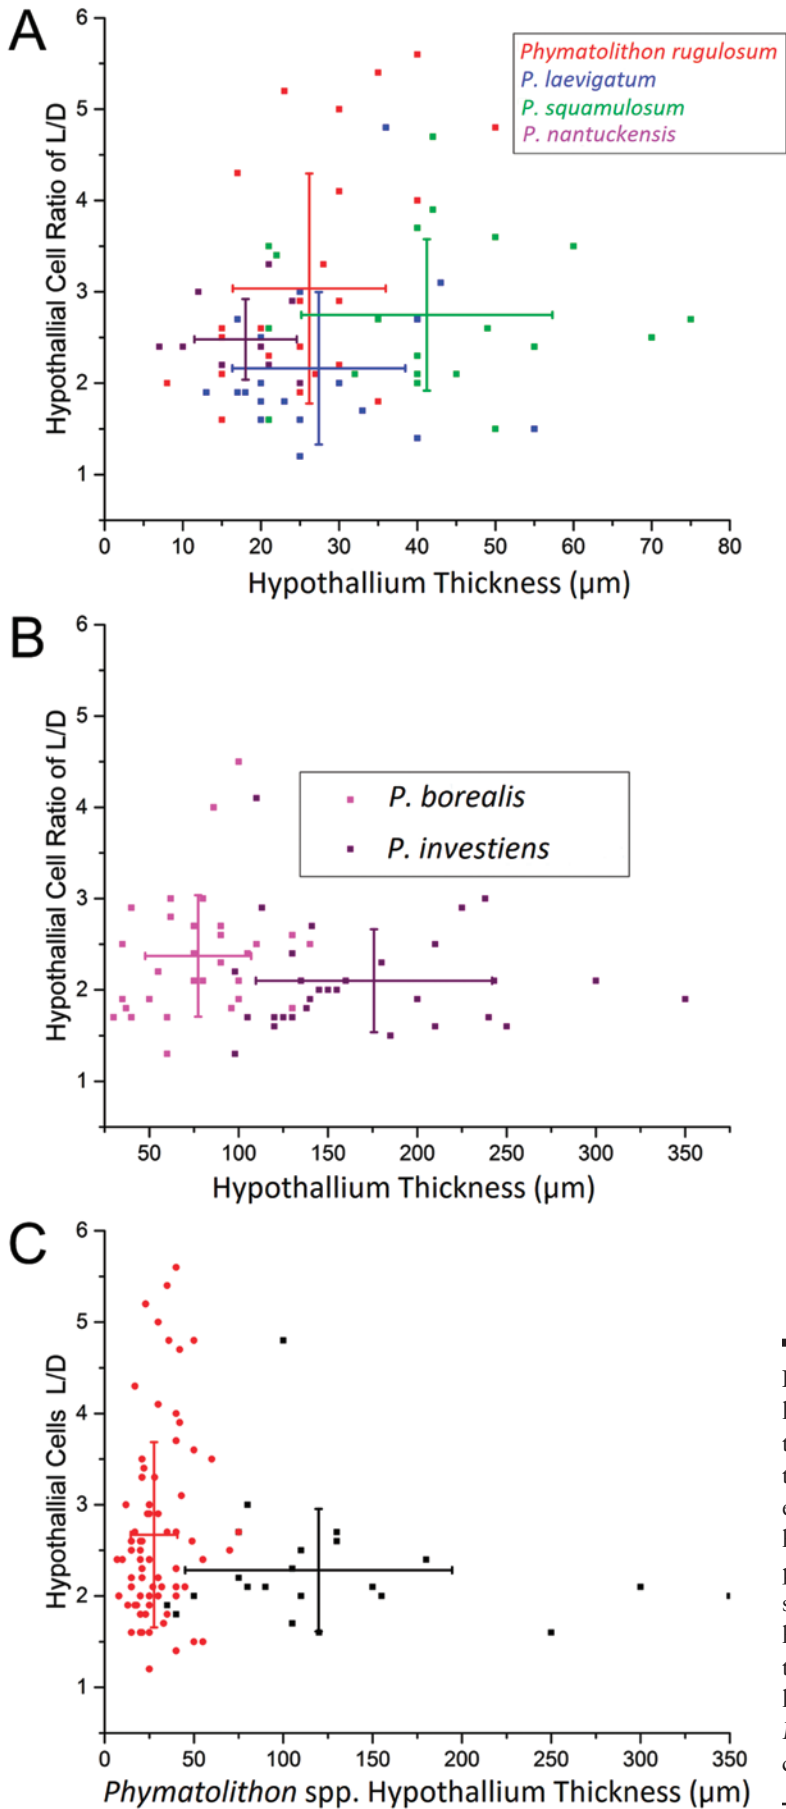 A
6
5
4
3
2
1
Hypothallial Cell Ratio of L/D
Phymatolithon rugulosum
P. laevigatum
P. squamulosum
P. nantuckensis
0 10 20 30 40 50 60 70 80
Hypothallium Thickness (μm)
B
6
5
4
3
2
1
Hypothallial Cell Ratio of L/D
P. borealis
P. investiens
50 100 150 200 250 300 350
Hypothallium Thickness (μm)
C
6
5
4
3
2
1
Hypothallial Cells L/D
0 50 100 150 200 250 300 350
Phymatolithon spp. Hypothallium Thickness (μm)